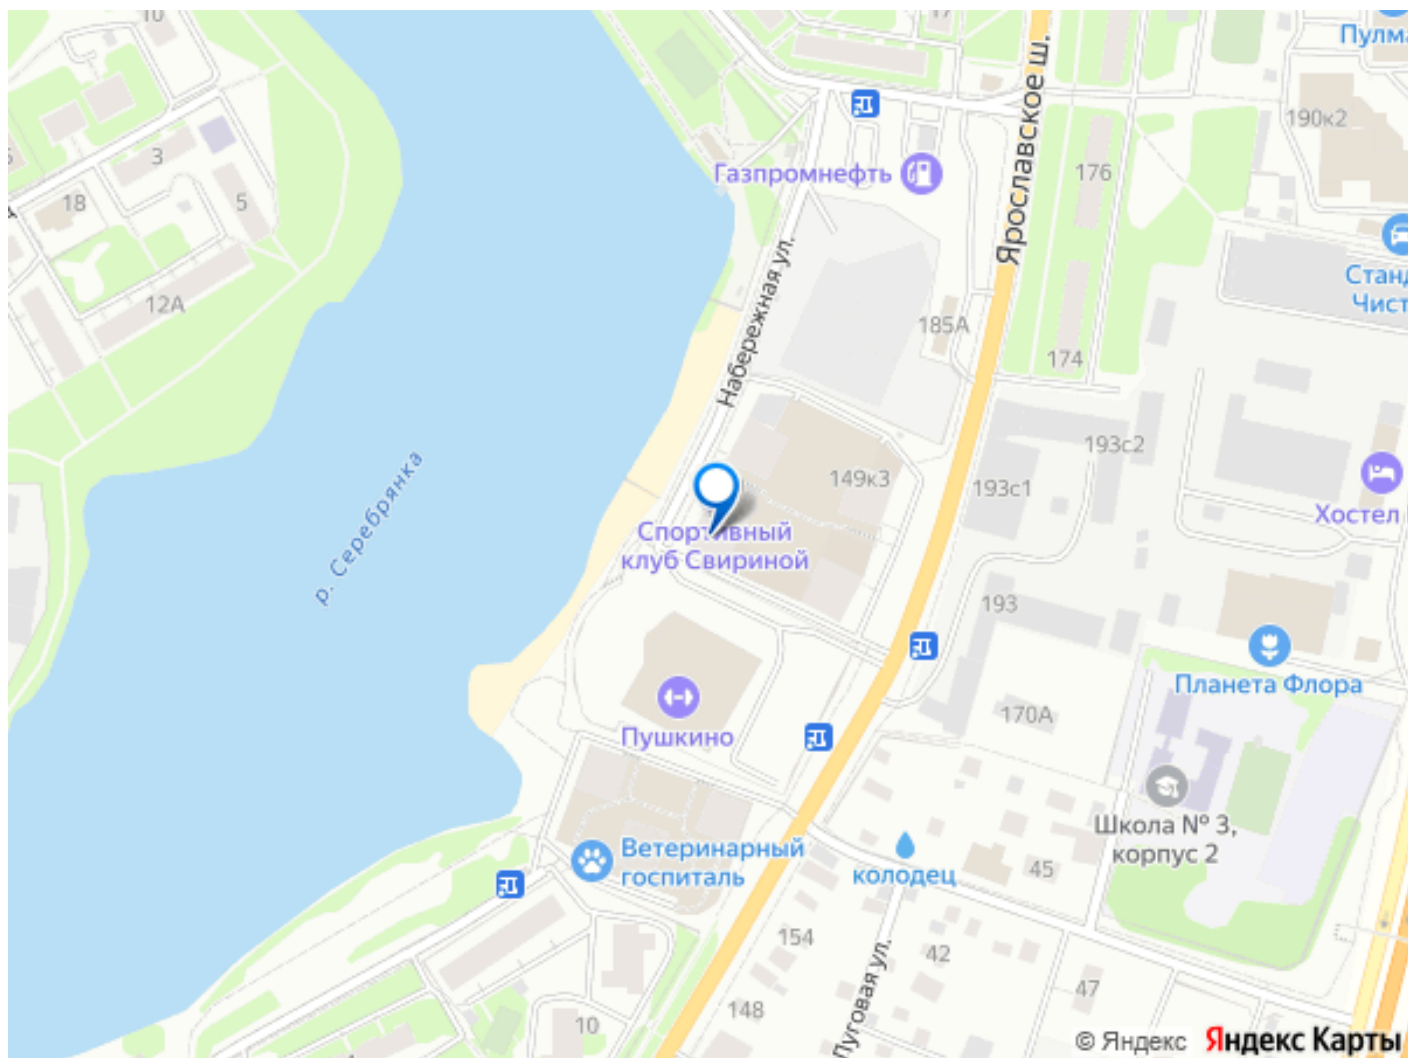 10
17
Пулма
Ярославское ш.
190к2
3
176
Газпромнефть
18
5
Набережная ул.
Станд
Чист
12А
185А
174
193с2
149к3
193с1
р. Серебрянка
Хостел
Спортивный
клуб Свириной
193
Планета Флора
170А
Пушкино
Школа № 3,
корпус 2
Ветеринарный
госпиталь
колодец
45
154
42
Луговая ул.
47
148
10
© Яндекс
Яндекс Карты